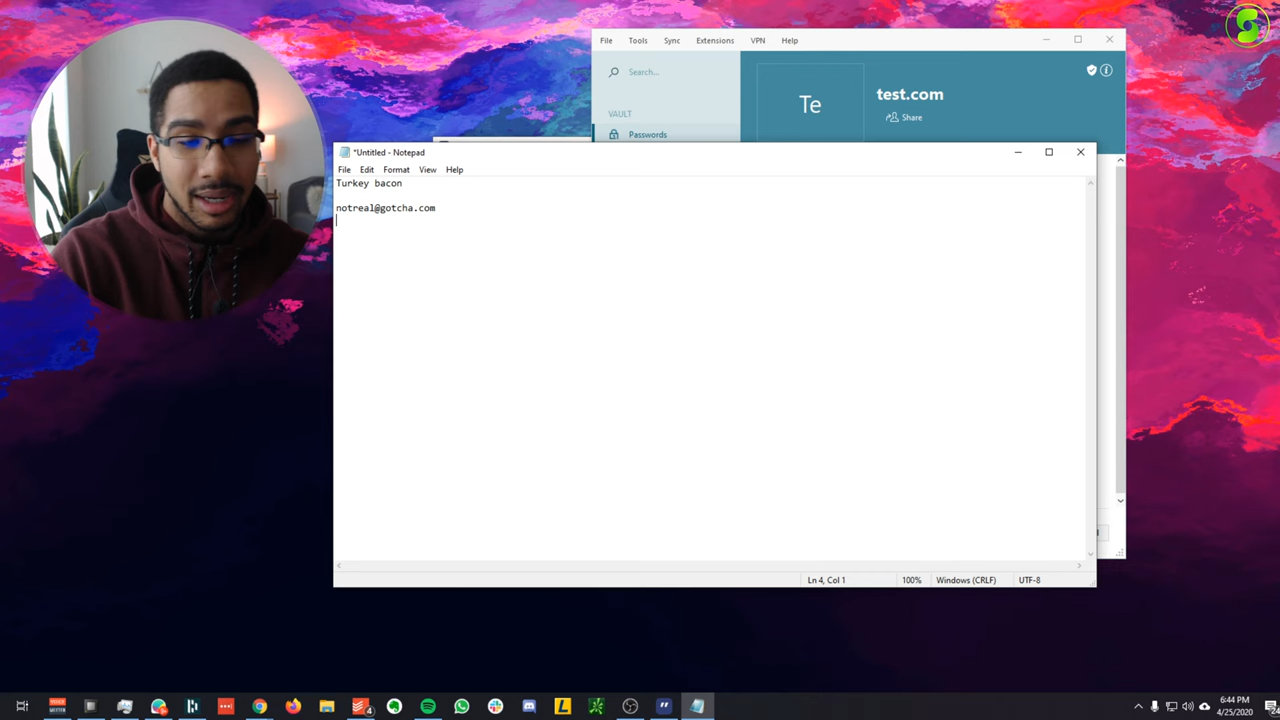 File Tools Sync Extensions VPN Help
Search...
VAULT
Passwords
Te
test.com
Share
*Untitled - Notepad
File Edit Format View Help
Turkey bacon
notreal@gotcha.com
Ln 4, Col 1 100% Windows (CRLF) UTF-8
4
6:44 PM
4/25/2020